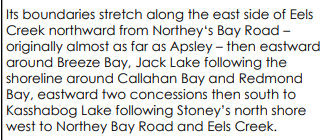 Its boundaries stretch along the east side of Eels
Creek northward from Northey‘s Bay Road –
originally almost as far as Apsley – then eastward
around Breeze Bay, Jack Lake following the
shoreline around Callahan Bay and Redmond
Bay, eastward two concessions then south to
Kasshabog Lake following Stoney’s north shore
west to Northey Bay Road and Eels Creek.